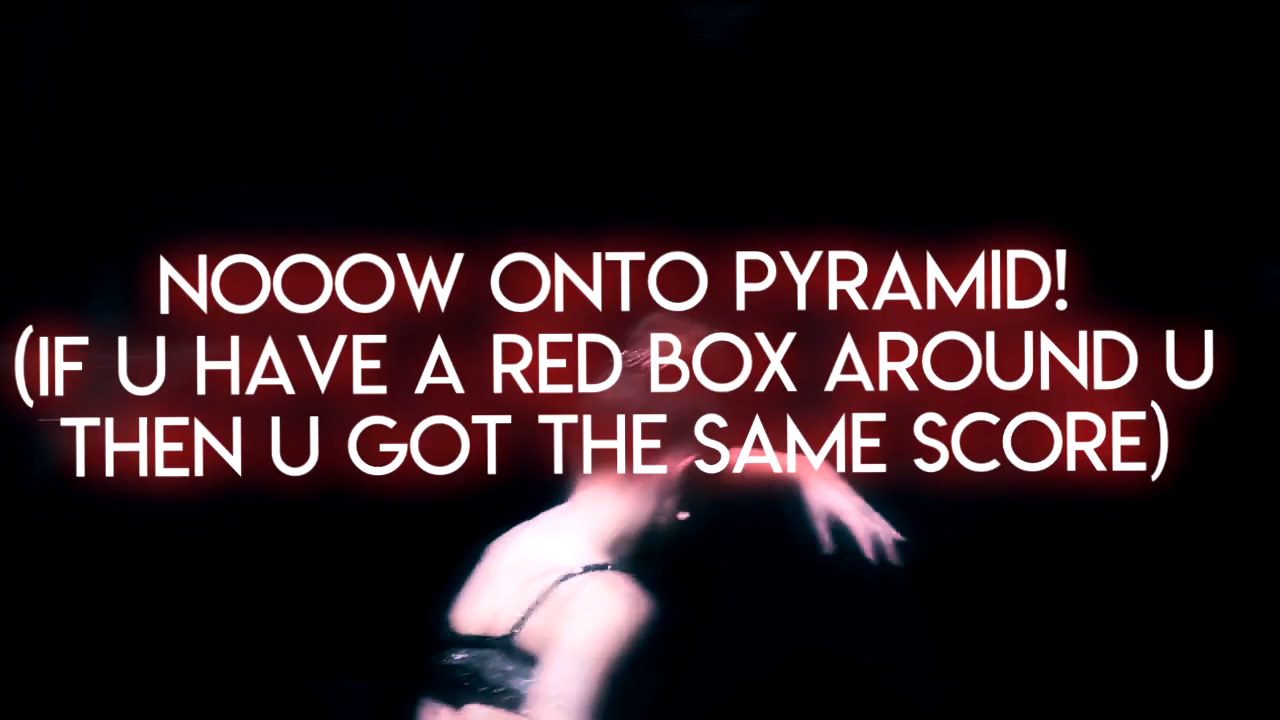 NOOOW ONTO PYRAMID!
(IF U HAVE A RED BOX AROUND U
THEN U GOT THE SAME SCORE)